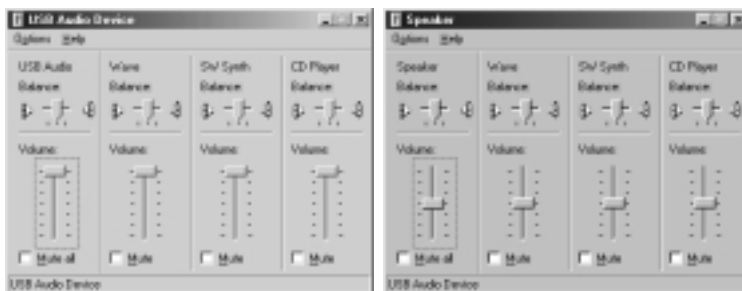 USB Audio Device
Options Help
USB Audio Wave SW Synth CD Player
Balance: Balance: Balance: Balance:
Volume: Volume: Volume: Volume:
Mute all Mute Mute Mute
USB Audio Device
Speaker
Options Help
Speaker Wave SW Synth CD Player
Balance: Balance: Balance: Balance:
Volume: Volume: Volume: Volume:
Mute all Mute Mute Mute
USB Audio Device